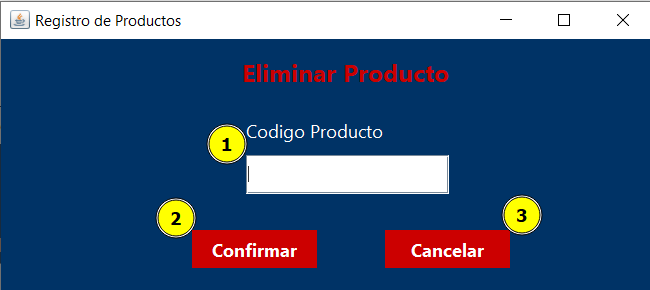 Registro de Productos
Eliminar Producto
1
Codigo Producto
2
3
Confirmar
Cancelar